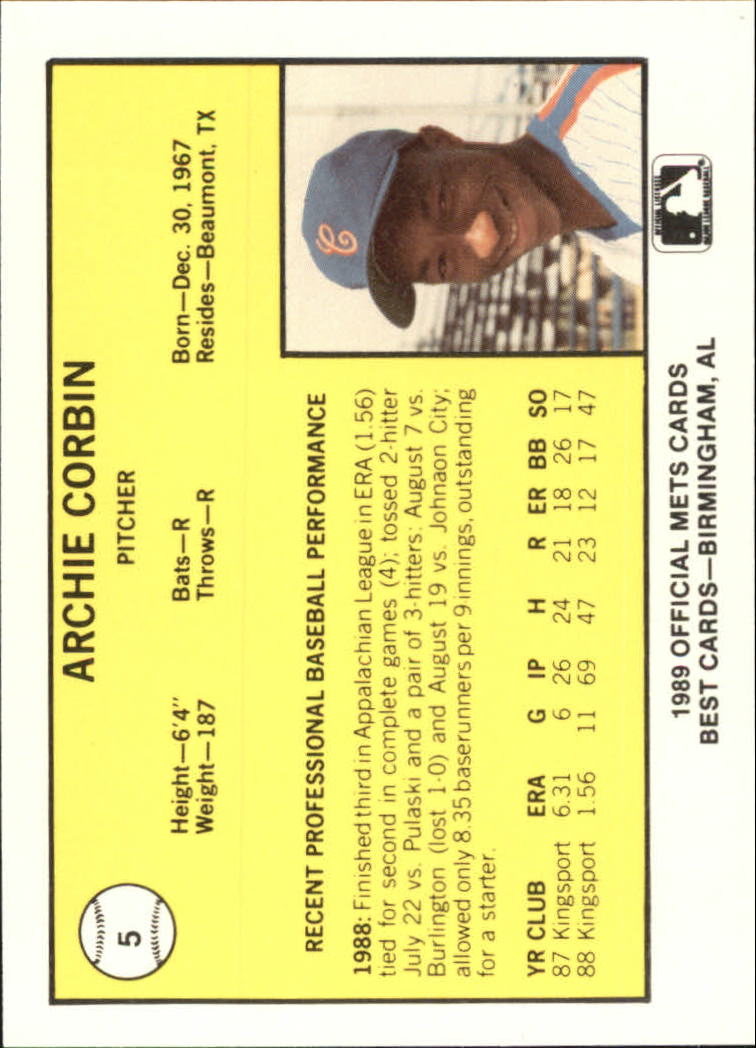 5
ARCHIE CORBIN
PITCHER
Height—6'4" Bats—R Born—Dec. 30, 1967
Weight—187 Throws—R Resides—Beaumont, TX
RECENT PROFESSIONAL BASEBALL PERFORMANCE
1988: Finished third in Appalachian League in ERA (1.56)
tied for second in complete games (4); tossed 2-hitter
July 22 vs. Pulaski and a pair of 3-hitters: August 7 vs.
Burlington (lost 1-0) and August 19 vs. Johnaon City;
allowed only 8.35 baserunners per 9 innings, outstanding
for a starter.
YR CLUB ERA G IP H R ER BB SO
87 Kingsport 6.31 6 26 24 21 18 26 17
88 Kingsport 1.56 11 69 47 23 12 17 47
C
1989 OFFICIAL METS CARDS
BEST CARDS—BIRMINGHAM, AL